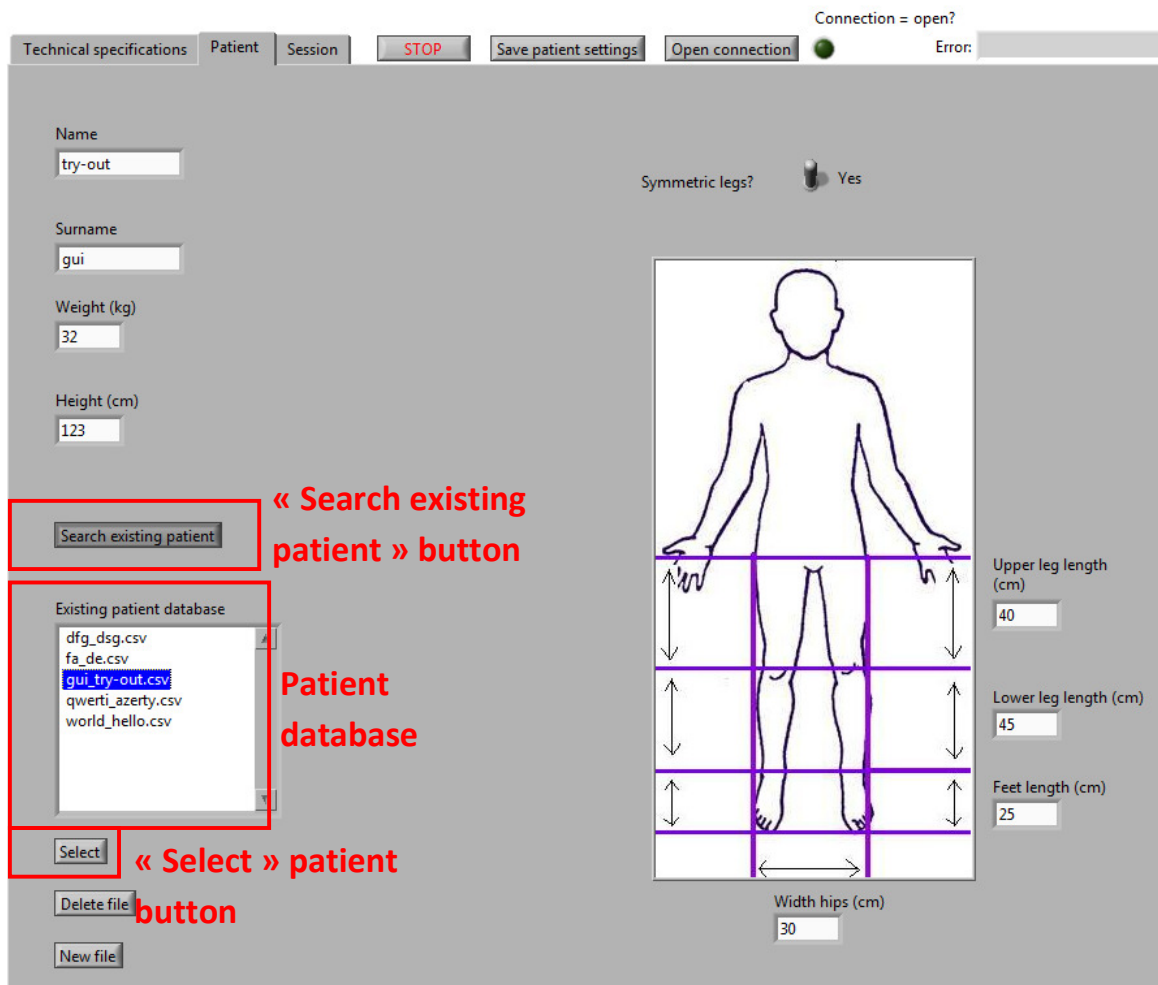 Connection = open?
Technical specifications Patient Session STOP Save patient settings Open connection Error:
Name
try-out
Symmetric legs? Yes
Surname
gui
Weight (kg)
32
Height (cm)
123
« Search existing
patient » button
Search existing patient
Upper leg length
(cm)
40
Existing patient database
dfg_dsg.csv
fa_de.csv
gui_try-out.csv
qwerti_azerty.csv
world_hello.csv
Patient
database
Lower leg length (cm)
45
Feet length (cm)
25
Select
« Select » patient
button
Delete file
New file
Width hips (cm)
30